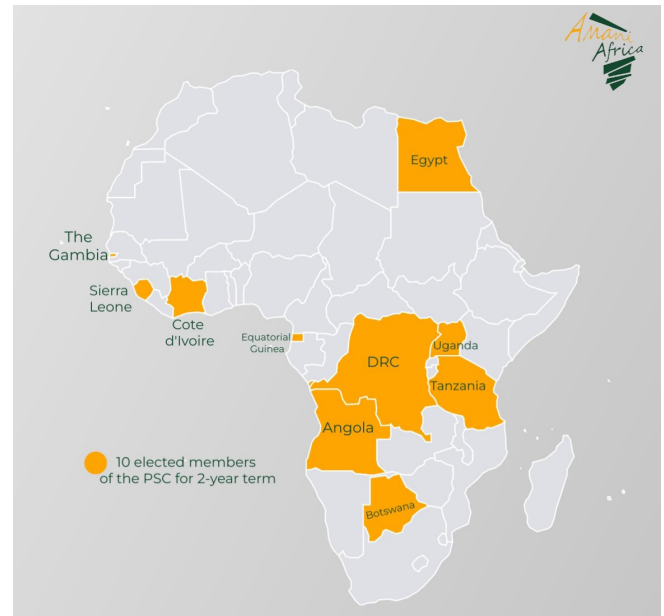 Amani
Africa
Egypt
The
Gambia
Sierra
Leone
Cote
d'Ivoire
Equatorial
Guinea
DRC
Uganda
Tanzania
Angola
10 elected members
of the PSC for 2-year term
Botswana